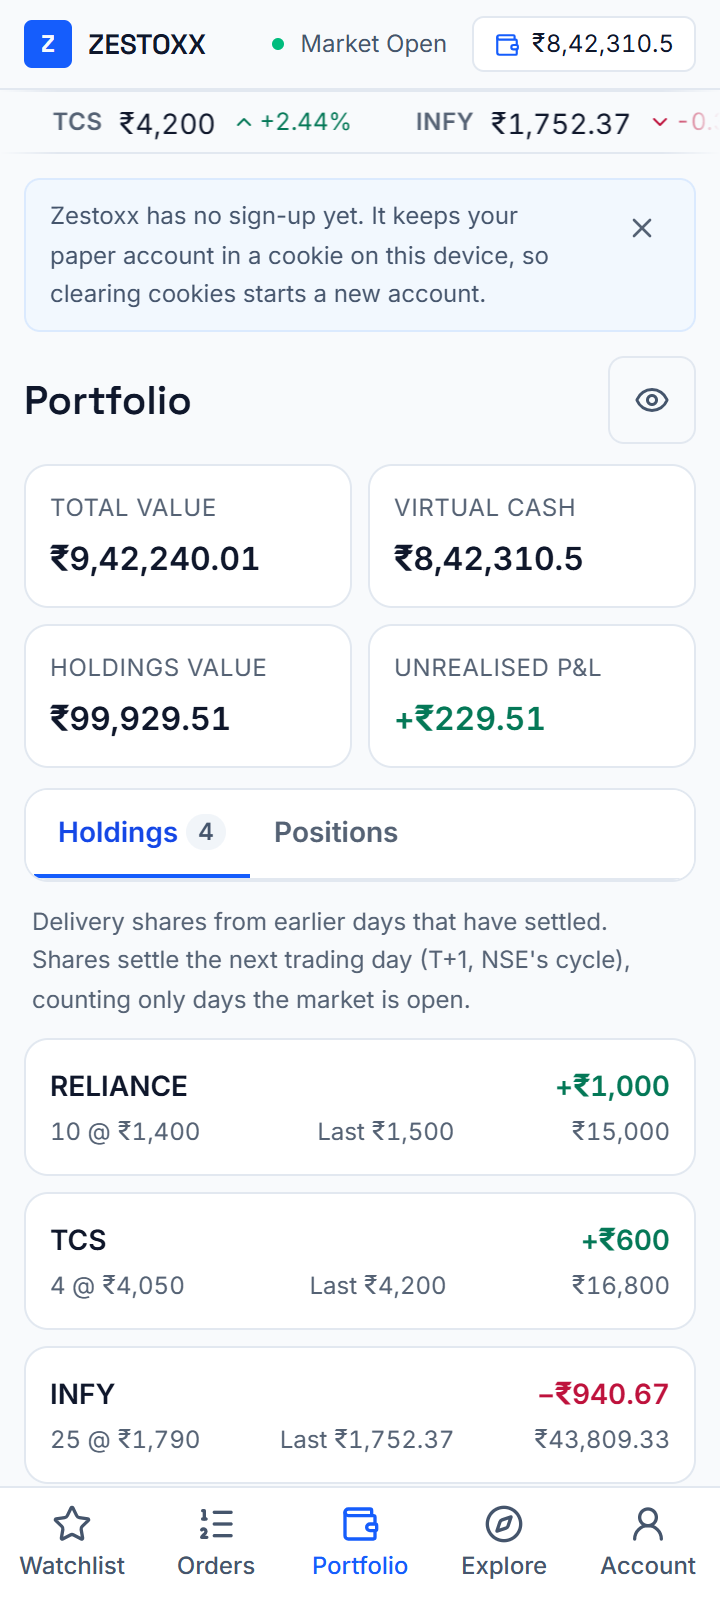 Z ZESTOXX Market Open ₹8,42,310.5
TCS ₹4,200 +2.44% INFY ₹1,752.37 -0.
Zestoxx has no sign-up yet. It keeps your
paper account in a cookie on this device, so
clearing cookies starts a new account.
Portfolio
TOTAL VALUE
₹9,42,240.01
VIRTUAL CASH
₹8,42,310.5
HOLDINGS VALUE
₹99,929.51
UNREALISED P&L
+₹229.51
Holdings 4 Positions
Delivery shares from earlier days that have settled.
Shares settle the next trading day (T+1, NSE's cycle),
counting only days the market is open.
RELIANCE +₹1,000
10 @ ₹1,400 Last ₹1,500 ₹15,000
TCS +₹600
4 @ ₹4,050 Last ₹4,200 ₹16,800
INFY −₹940.67
25 @ ₹1,790 Last ₹1,752.37 ₹43,809.33
Watchlist Orders Portfolio Explore Account